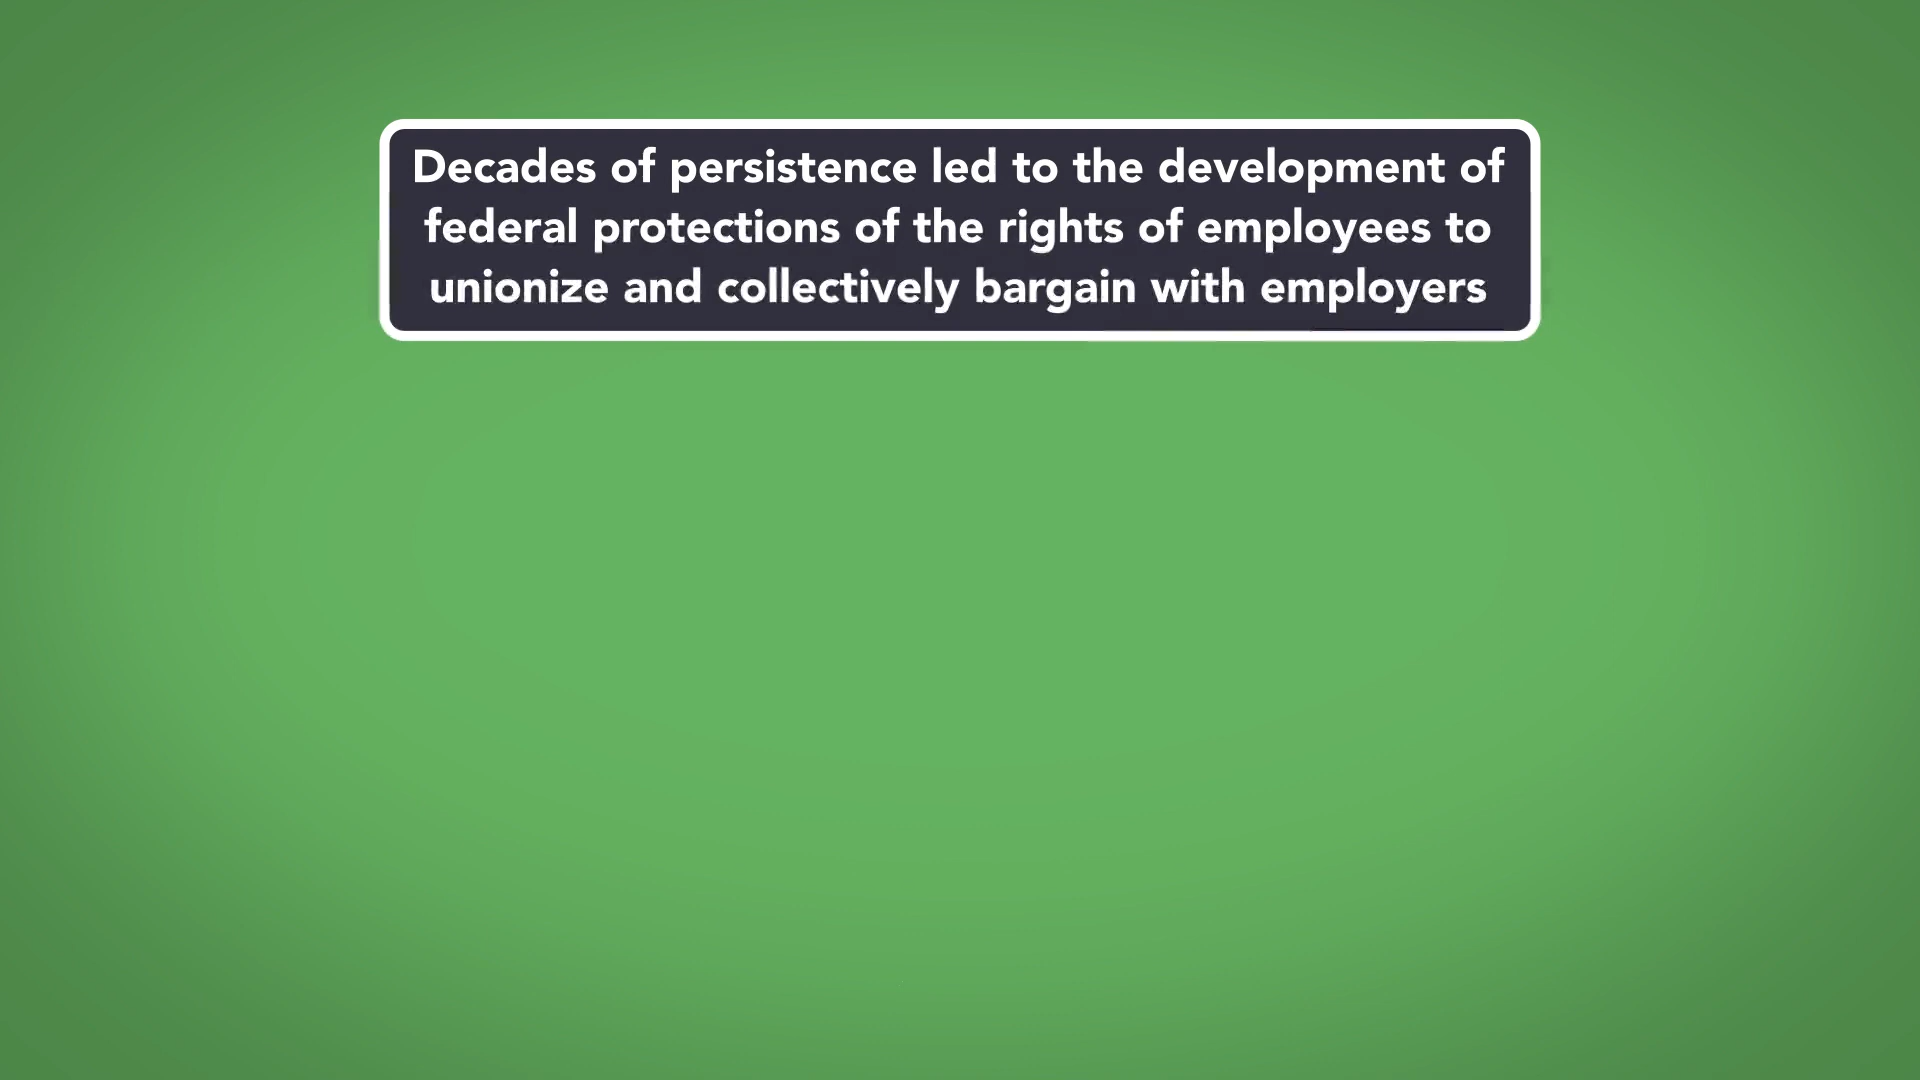 Decades of persistence led to the development of
federal protections of the rights of employees to
unionize and collectively bargain with employers